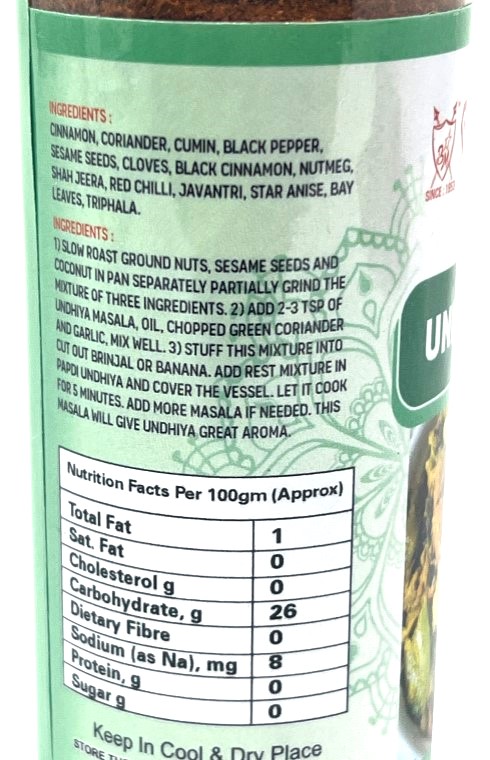 INGREDIENTS :
CINNAMON, CORIANDER, CUMIN, BLACK PEPPER,
SESAME SEEDS, CLOVES, BLACK CINNAMON, NUTMEG,
SHAH JEERA, RED CHILLI, JAVANTRI, STAR ANISE, BAY
LEAVES, TRIPHALA.
INGREDIENTS :
1) SLOW ROAST GROUND NUTS, SESAME SEEDS AND
COCONUT IN PAN SEPARATELY PARTIALLY GRIND THE
MIXTURE OF THREE INGREDIENTS. 2) ADD 2-3 TSP OF
UNDHIYA MASALA, OIL, CHOPPED GREEN CORIANDER
AND GARLIC, MIX WELL. 3) STUFF THIS MIXTURE INTO
CUT OUT BRINJAL OR BANANA. ADD REST MIXTURE IN
PAPDI UNDHIYA AND COVER THE VESSEL. LET IT COOK
FOR 5 MINUTES. ADD MORE MASALA IF NEEDED. THIS
MASALA WILL GIVE UNDHIYA GREAT AROMA.
Nutrition Facts Per 100gm (Approx)
Total Fat 1
Sat. Fat 0
Cholesterol g 0
Carbohydrate, g 26
Dietary Fibre 0
Sodium (as Na), mg 8
Protein, g 0
Sugar g 0
Keep In Cool & Dry Place
STORE
SINCE
UN